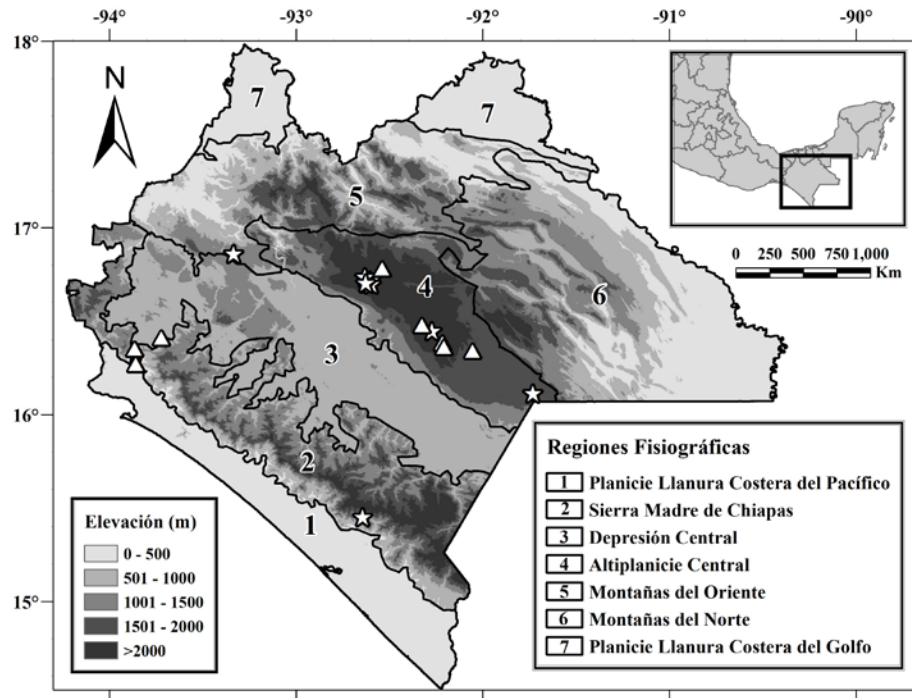 -94° -93° -92° -91° -90°
18°
17°
16°
15°
N
7
7
5
4
6
3
2
1
0 250 500 750 1,000
Km
Elevación (m)
0 - 500
501 - 1000
1001 - 1500
1501 - 2000
>2000
Regiones Fisiográficas
1 Planicie Llanura Costera del Pacífico
2 Sierra Madre de Chiapas
3 Depresión Central
4 Altiplanicie Central
5 Montañas del Oriente
6 Montañas del Norte
7 Planicie Llanura Costera del Golfo